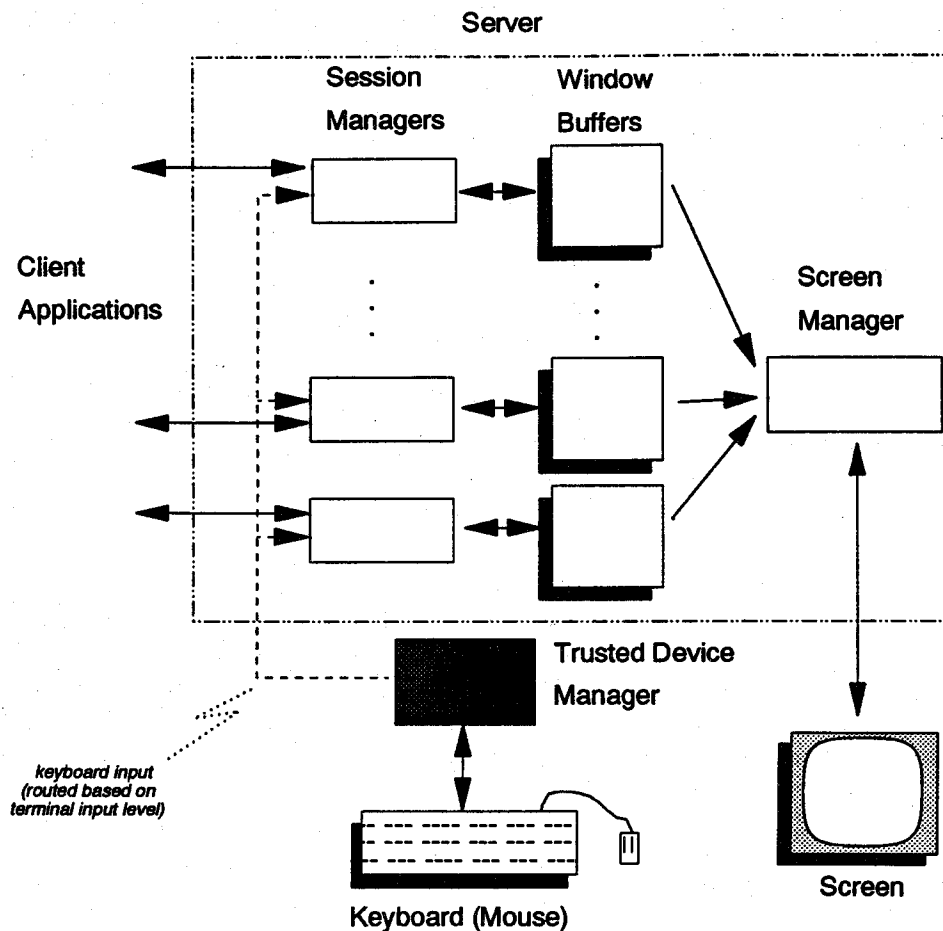 Server
Session
Managers
Window
Buffers
Client
Applications
Screen
Manager
Trusted Device
Manager
keyboard input
(routed based on
terminal input level)
Keyboard (Mouse)
Screen